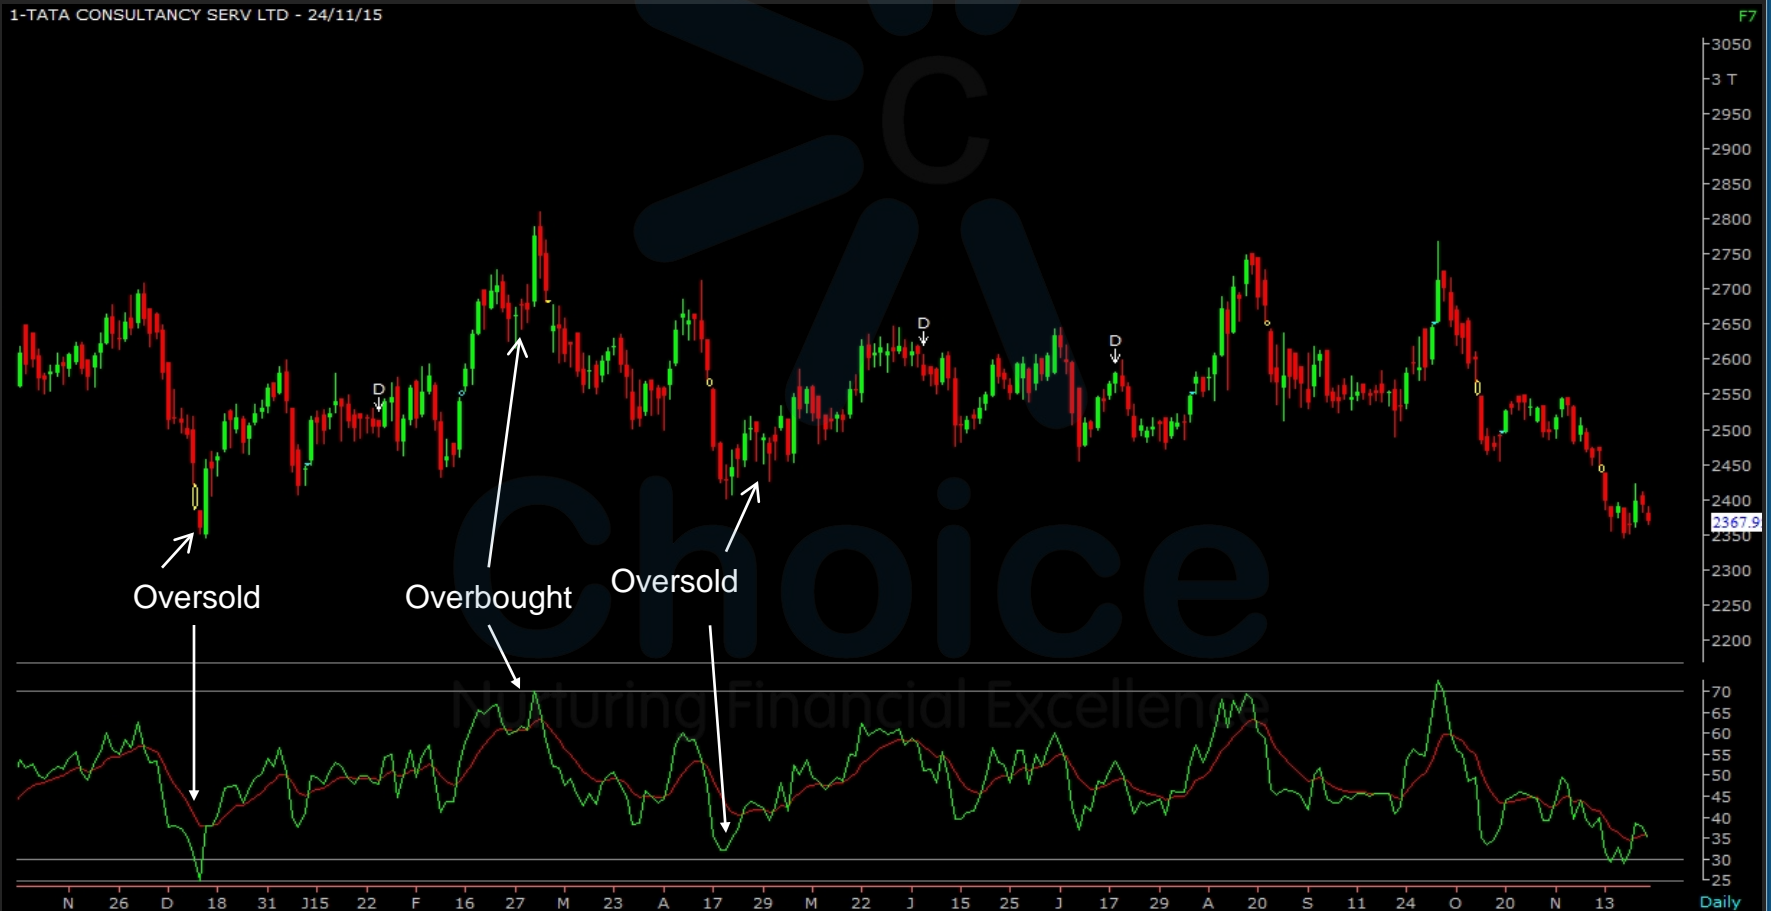 1-TATA CONSULTANCY SERV LTD - 24/11/15
F7
3050
3 T
2950
2900
2850
2800
2750
2700
2650
2600
2550
2500
2450
2400
2367.9
2350
2300
2250
2200
C
D
D
D
Oversold
Overbought
Oversold
Choice
Nurturing Financial Excellence
70
65
60
55
50
45
40
35
30
25
N 26 D 18 31 J15 22 F 16 27 M 23 A 17 29 M 22 J 15 25 J 17 29 A 20 S 11 24 O 20 N 13
Daily